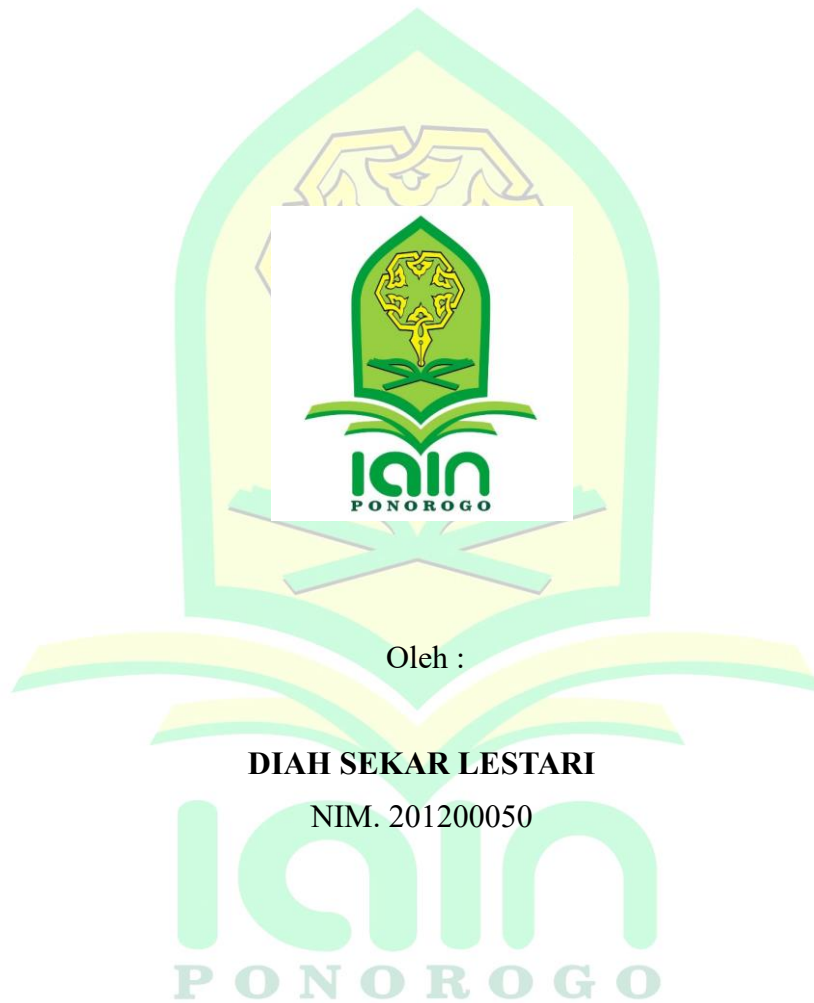 IAIN
PONOROGO
Oleh :
DIAH SEKAR LESTARI
NIM. 201200050
IAIN
PONOROGO